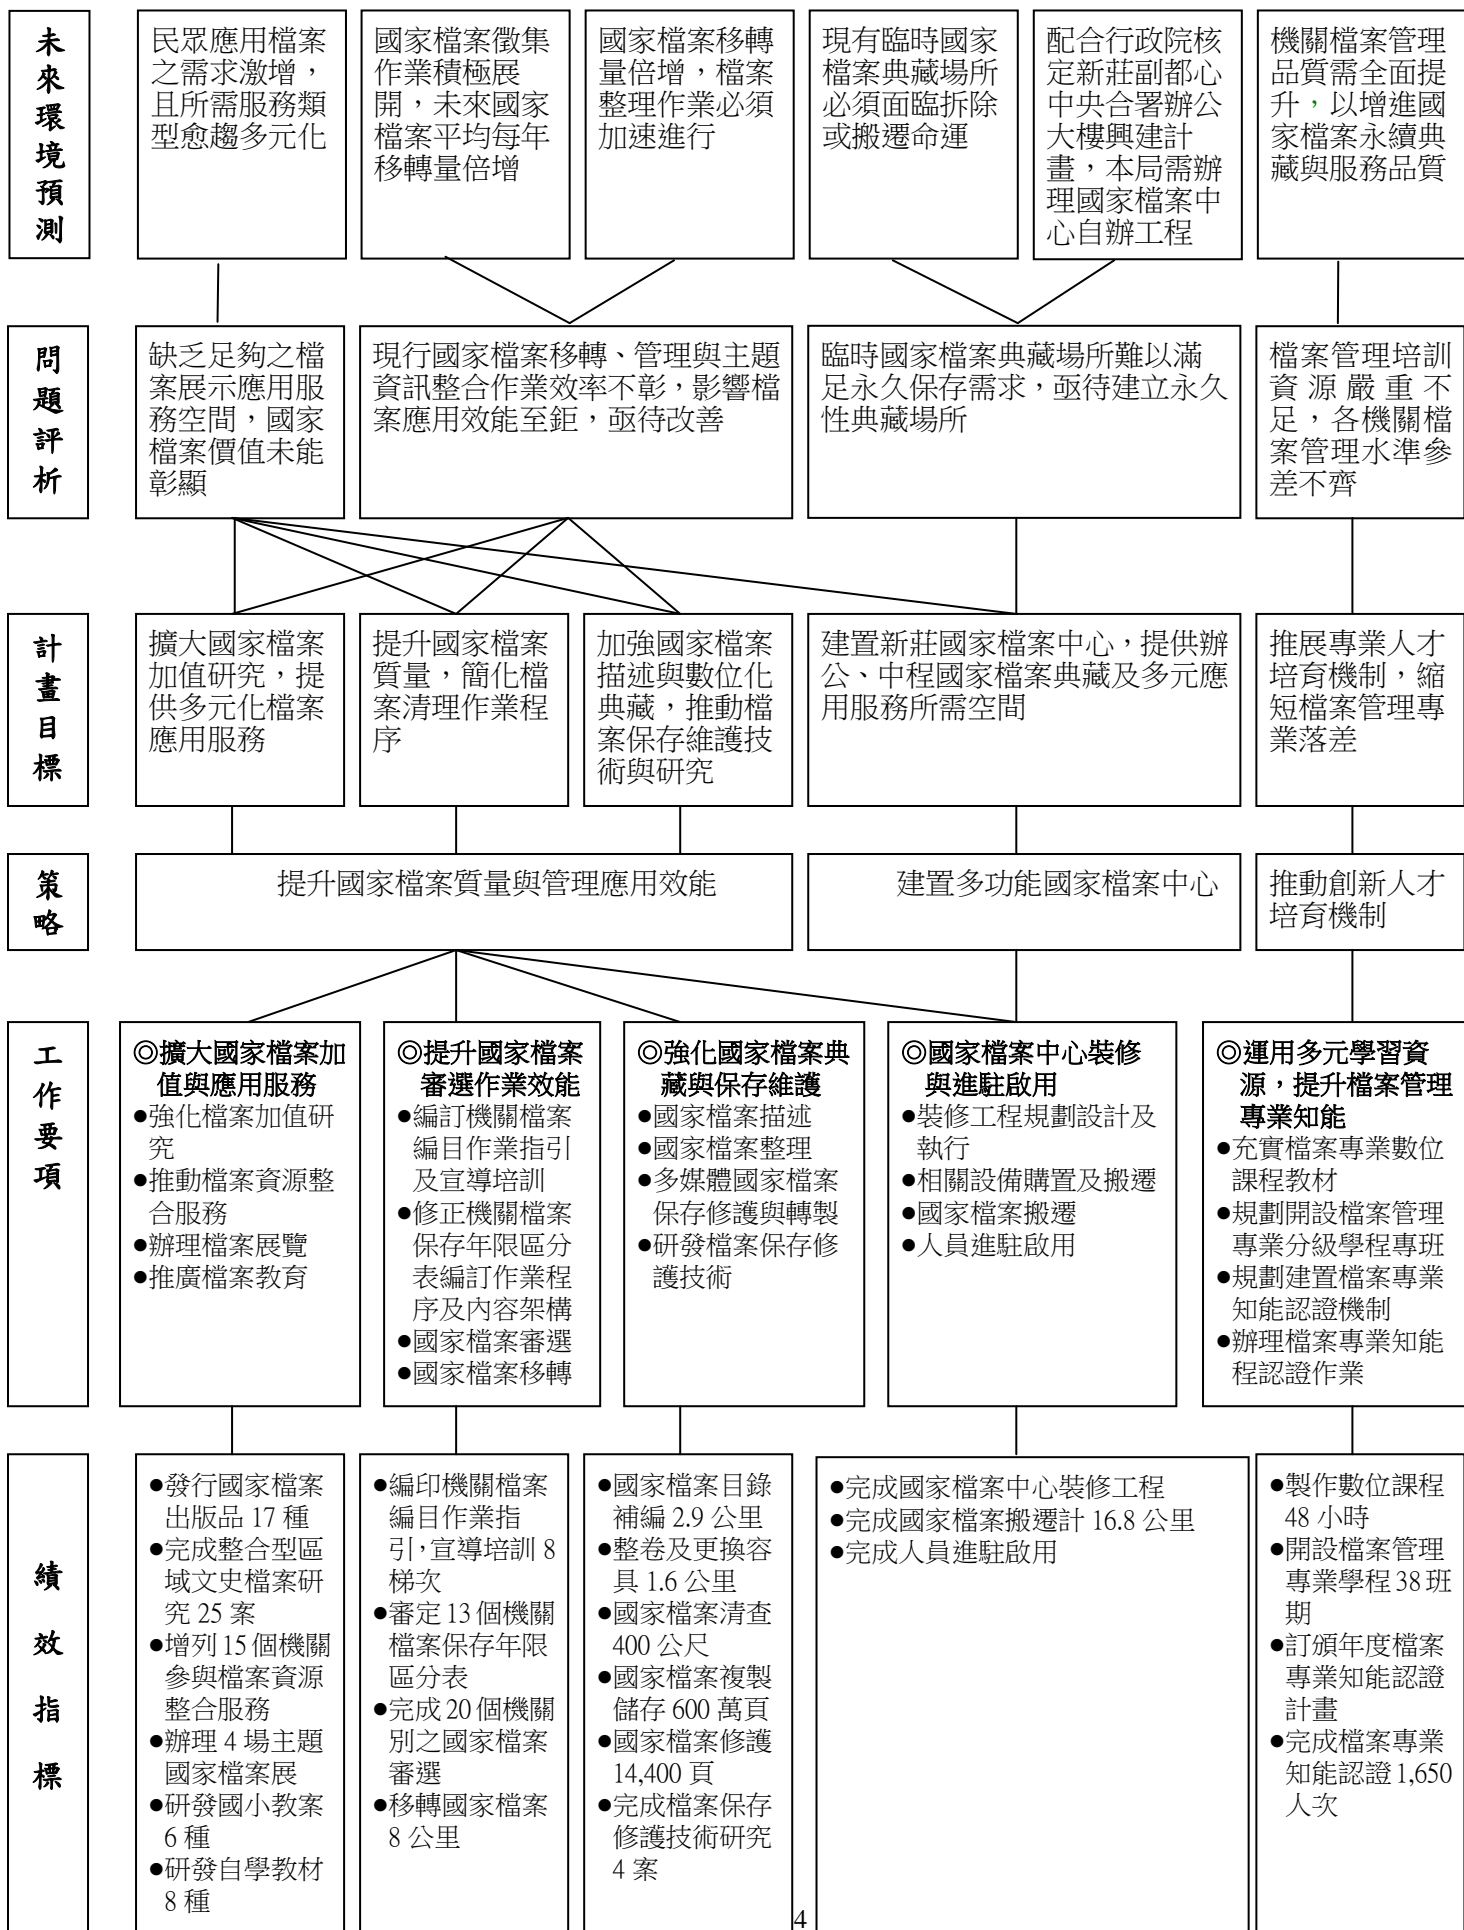 未來環境預測
民眾應用檔案
之需求激增，
且所需服務類
型愈趨多元化
國家檔案徵集
作業積極展
開，未來國家
檔案平均每年
移轉量倍增
國家檔案移轉
量倍增，檔案
整理作業必須
加速進行
現有臨時國家
檔案典藏場所
必須面臨拆除
或搬遷命運
配合行政院核
定新莊副都心
中央合署辦公
大樓興建計
畫，本局需辦
理國家檔案中
心自辦工程
機關檔案管理
品質需全面提
升，以增進國
家檔案永續典
藏與服務品質
問題評析
缺乏足夠之檔
案展示應用服
務空間，國家
檔案價值未能
彰顯
現行國家檔案移轉、管理與主題
資訊整合作業效率不彰，影響檔
案應用效能至鉅，亟待改善
臨時國家檔案典藏場所難以滿
足永久保存需求，亟待建立永久
性典藏場所
檔案管理培訓
資源嚴重不
足，各機關檔
案管理水準參
差不齊
計畫目標
擴大國家檔案
加值研究，提
供多元化檔案
應用服務
提升國家檔案
質量，簡化檔
案清理作業程
序
加強國家檔案
描述與數位化
典藏，推動檔
案保存維護技
術與研究
建置新莊國家檔案中心，提供辦
公、中程國家檔案典藏及多元應
用服務所需空間
推展專業人才
培育機制，縮
短檔案管理專
業落差
策略
提升國家檔案質量與管理應用效能
建置多功能國家檔案中心
推動創新人才
培育機制
工作要項
◎擴大國家檔案加
值與應用服務
●強化檔案加值研
究
●推動檔案資源整
合服務
●辦理檔案展覽
●推廣檔案教育
◎提升國家檔案
審選作業效能
●編訂機關檔案
編目作業指引
及宣導培訓
●修正機關檔案
保存年限區分
表編訂作業程
序及內容架構
●國家檔案審選
●國家檔案移轉
◎強化國家檔案典
藏與保存維護
●國家檔案描述
●國家檔案整理
●多媒體國家檔案
保存修護與轉製
●研發檔案保存修
護技術
◎國家檔案中心裝修
與進駐啟用
●裝修工程規劃設計及
執行
●相關設備購置及搬遷
●國家檔案搬遷
●人員進駐啟用
◎運用多元學習資
源，提升檔案管理
專業知能
●充實檔案專業數位
課程教材
●規劃開設檔案管理
專業分級學程專班
●規劃建置檔案專業
知能認證機制
●辦理檔案專業知能
程認證作業
績效指標
●發行國家檔案
出版品 17 種
●完成整合型區
域文史檔案研
究 25 案
●增列 15 個機關
參與檔案資源
整合服務
●辦理 4 場主題
國家檔案展
●研發國小教案
6 種
●研發自學教材
8 種
●編印機關檔案
編目作業指
引，宣導培訓 8
梯次
●審定 13 個機關
檔案保存年限
區分表
●完成 20 個機關
別之國家檔案
審選
●移轉國家檔案
8 公里
●國家檔案目錄
補編 2.9 公里
●整卷及更換容
具 1.6 公里
●國家檔案清查
400 公尺
●國家檔案複製
儲存 600 萬頁
●國家檔案修護
14,400 頁
●完成檔案保存
修護技術研究
4 案
●完成國家檔案中心裝修工程
●完成國家檔案搬遷計 16.8 公里
●完成人員進駐啟用
●製作數位課程
48 小時
●開設檔案管理
專業學程 38 班
期
●訂頒年度檔案
專業知能認證
計畫
●完成檔案專業
知能認證 1,650
人次
4